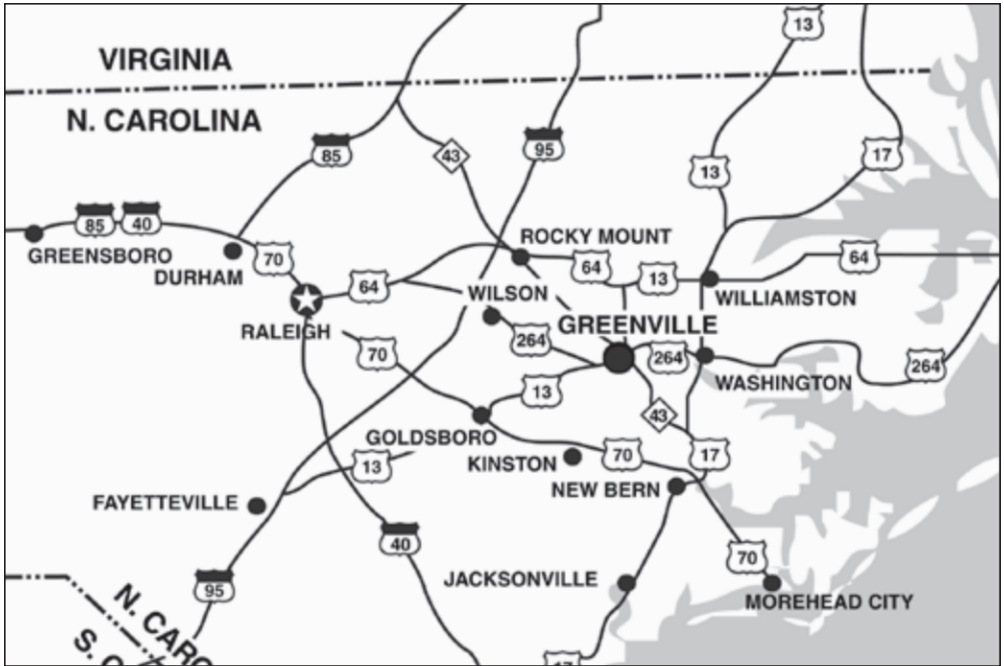 13
VIRGINIA
N. CAROLINA
85
43
95
17
13
85
40
GREENSBORO
DURHAM
70
ROCKY MOUNT
64
64
13
64
WILSON
WILLIAMSTON
GREENVILLE
RALEIGH
264
70
264
264
WASHINGTON
13
43
GOLDSBORO
13
KINSTON
70
17
NEW BERN
FAYETTEVILLE
40
70
95
JACKSONVILLE
MOREHEAD CITY
N. CARO
S. C
17